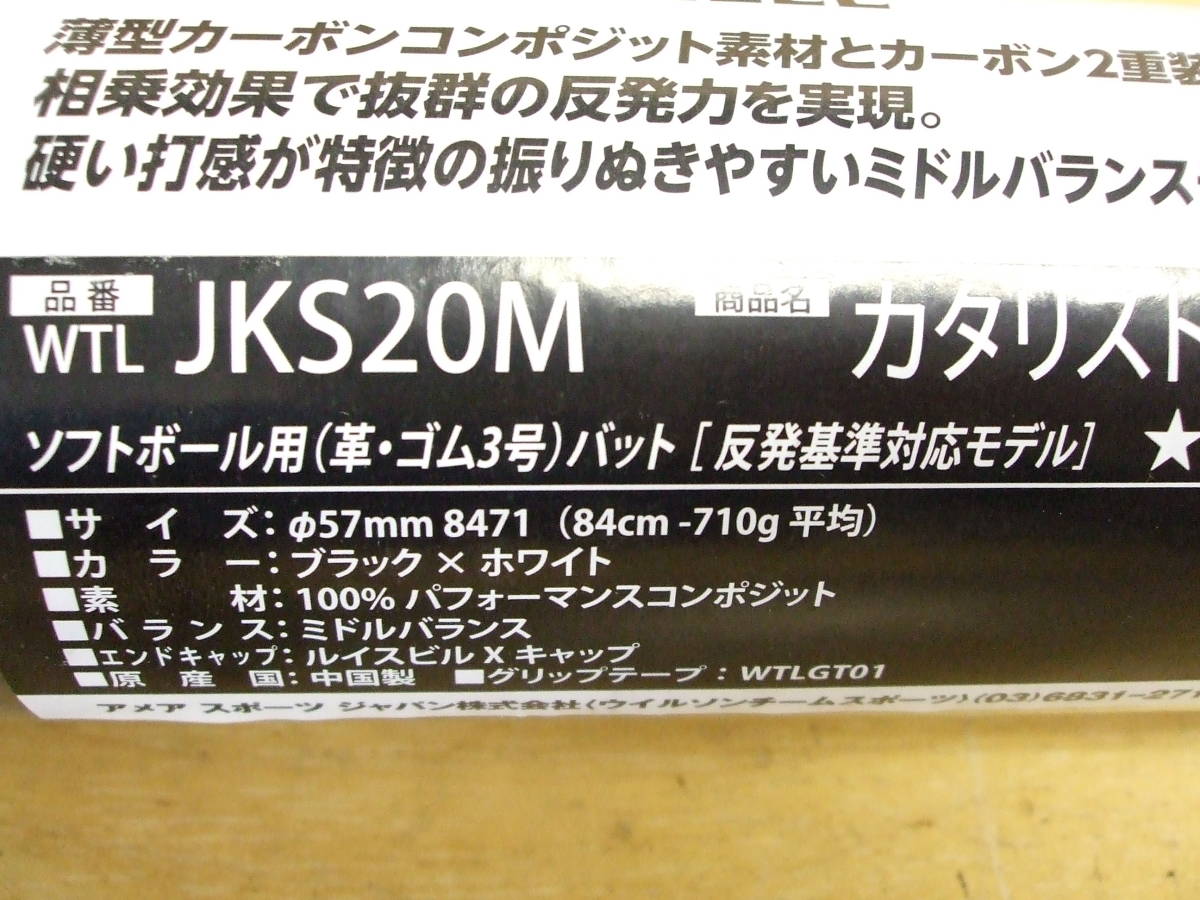 薄型カーボンコンポジット素材とカーボン2重装
相乗効果で抜群の反発力を実現。
硬い打感が特徴の振りぬきやすいミドルバランス
品番 WTL JKS20M 商品名 カタリスト
ソフトボール用(革・ゴム3号)バット [反発基準対応モデル] ★
■サイズ:φ57mm 8471 (84cm -710g 平均)
■カラー:ブラック × ホワイト
■素材:100% パフォーマンスコンポジット
■バランス:ミドルバランス
■エンドキャップ:ルイスビル X キャップ
■原産国:中国製 ■グリップテープ:WTLGT01
アメア スポーツ ジャパン株式会社〈ウイルソンチームスポーツ〉(03)6831-27